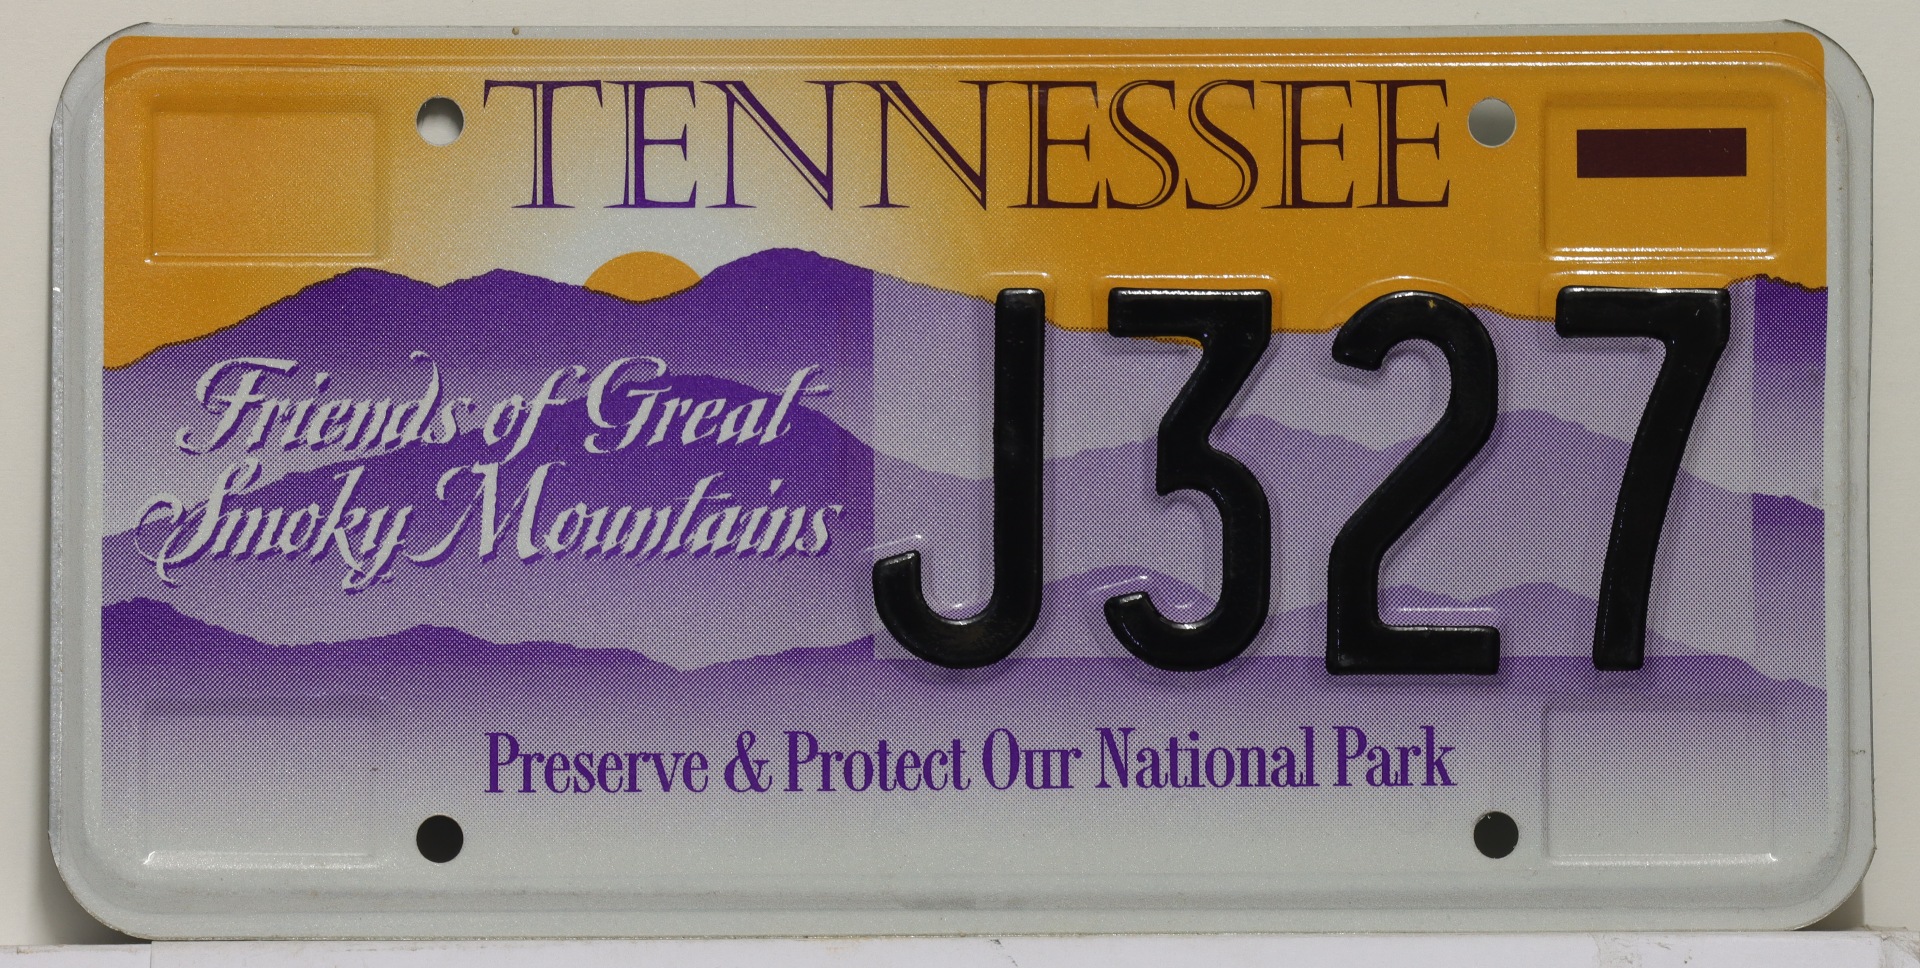 TENNESSEE
Friends of Great
Smoky Mountains
J327
Preserve & Protect Our National Park